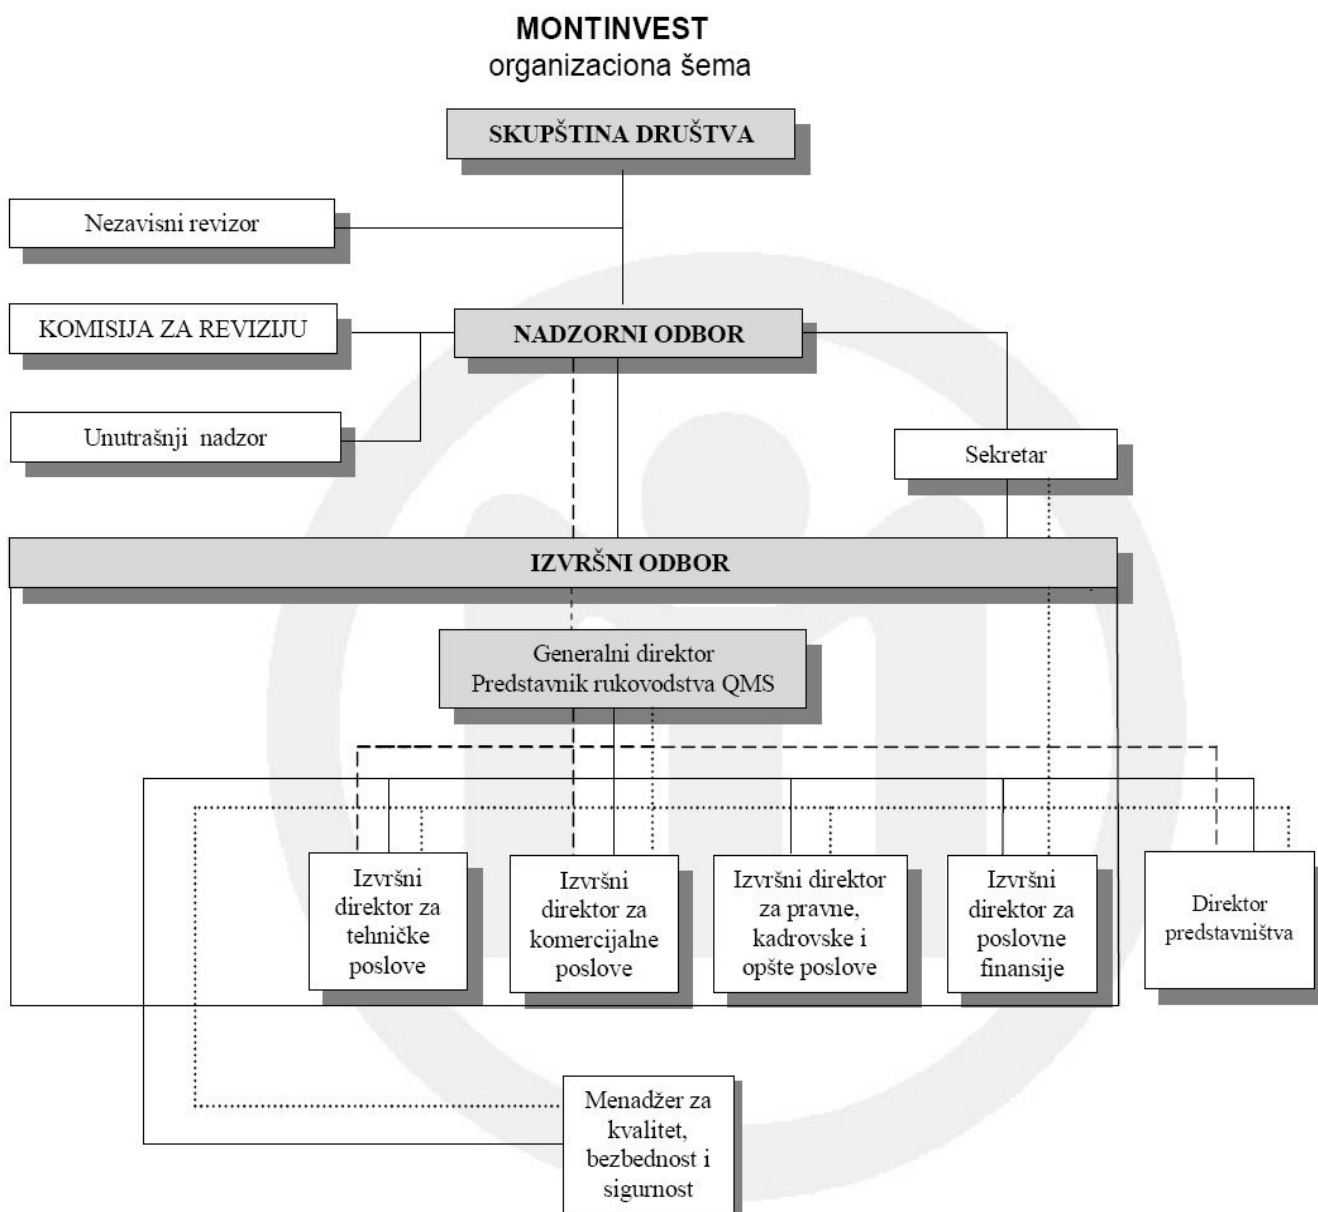 MONTINVEST
organizaciona šema
SKUPŠTINA DRUŠTVA
Nezavisni revizor
KOMISIJA ZA REVIZIJU
NADZORNI ODBOR
Unutrašnji nadzor
Sekretar
IZVRŠNI ODBOR
Generalni direktor
Predstavnik rukovodstva QMS
Izvršni
direktor za
tehničke
poslove
Izvršni
direktor za
komercijalne
poslove
Izvršni direktor
za pravne,
kadrovske i
opšte poslove
Izvršni
direktor za
poslovne
finansije
Direktor
predstavništva
Menadžer za
kvalitet,
bezbednost i
sigurnost